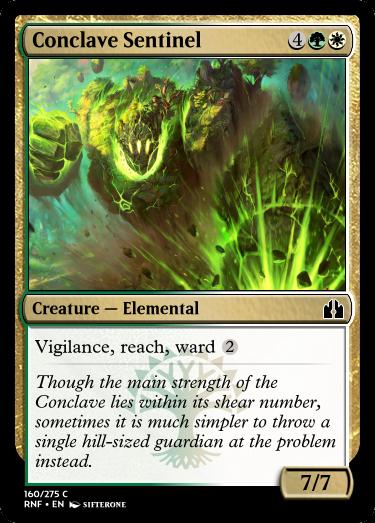 Conclave Sentinel 4
Creature — Elemental
Vigilance, reach, ward 2
Though the main strength of the
Conclave lies within its shear number,
sometimes it is much simpler to throw a
single hill-sized guardian at the problem
instead.
7/7
160/275 C
RNF • EN SIFTERONE